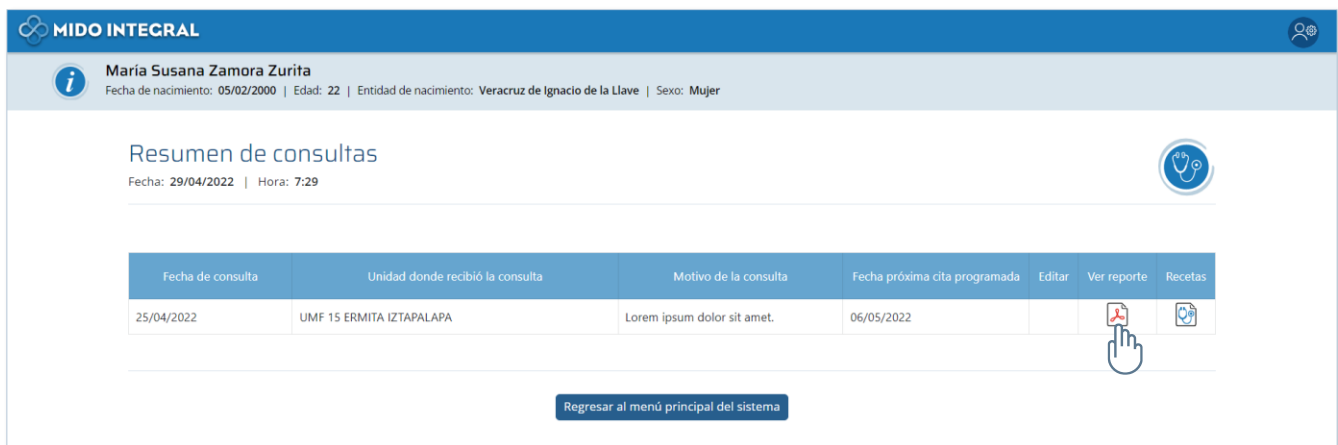 MIDO INTEGRAL
María Susana Zamora Zurita
Fecha de nacimiento: 05/02/2000 | Edad: 22 | Entidad de nacimiento: Veracruz de Ignacio de la Llave | Sexo: Mujer
Resumen de consultas
Fecha: 29/04/2022 | Hora: 7:29
Fecha de consulta Unidad donde recibió la consulta Motivo de la consulta Fecha próxima cita programada Editar Ver reporte Recetas
25/04/2022 UMF 15 ERMITA IZTAPALAPA Lorem ipsum dolor sit amet. 06/05/2022
Regresar al menú principal del sistema